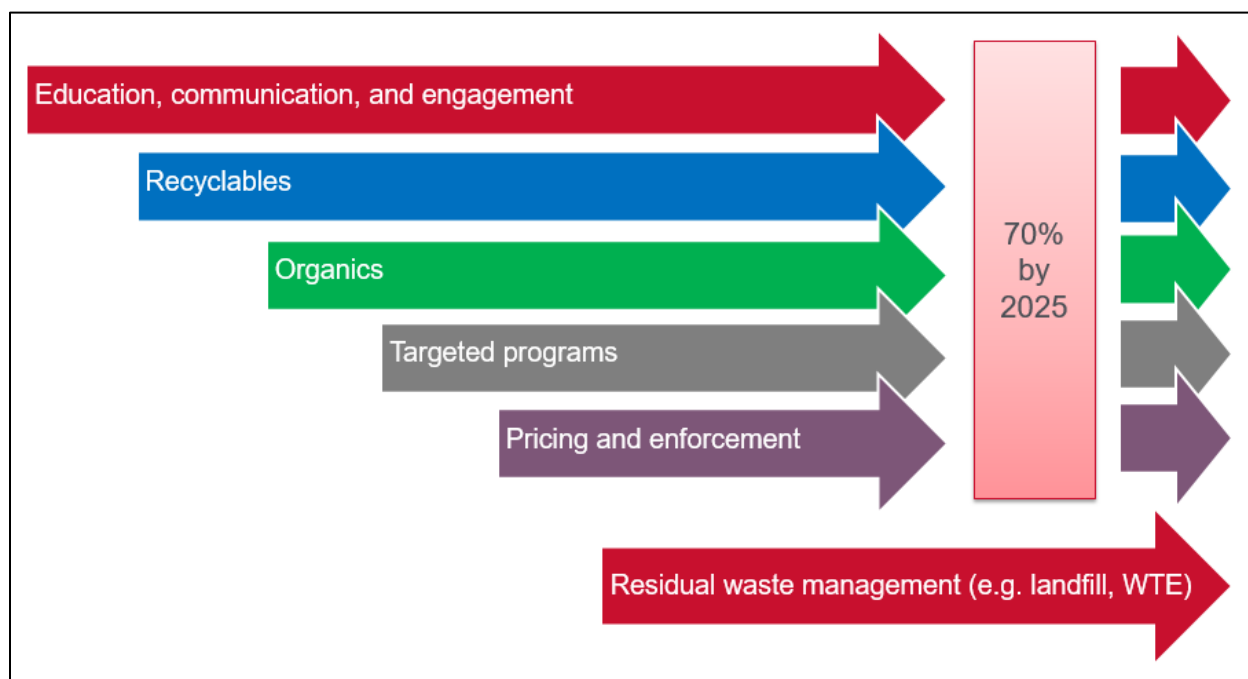 Education, communication, and engagement
Recyclables
Organics
Targeted programs
Pricing and enforcement
70%
by
2025
Residual waste management (e.g. landfill, WTE)